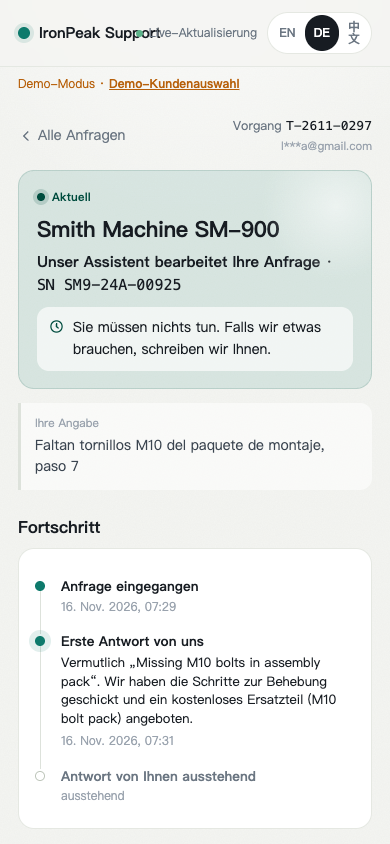 IronPeak Support
Live-Aktualisierung
EN
DE
中文
Demo-Modus · Demo-Kundenauswahl
Alle Anfragen
Vorgang T-2611-0297
l***a@gmail.com
Aktuell
Smith Machine SM-900
Unser Assistent bearbeitet Ihre Anfrage ·
SN SM9-24A-00925
Sie müssen nichts tun. Falls wir etwas
brauchen, schreiben wir Ihnen.
Ihre Angabe
Faltan tornillos M10 del paquete de montaje,
paso 7
Fortschritt
Anfrage eingegangen
16. Nov. 2026, 07:29
Erste Antwort von uns
Vermutlich „Missing M10 bolts in assembly
pack“. Wir haben die Schritte zur Behebung
geschickt und ein kostenloses Ersatzteil (M10
bolt pack) angeboten.
16. Nov. 2026, 07:31
Antwort von Ihnen ausstehend
ausstehend